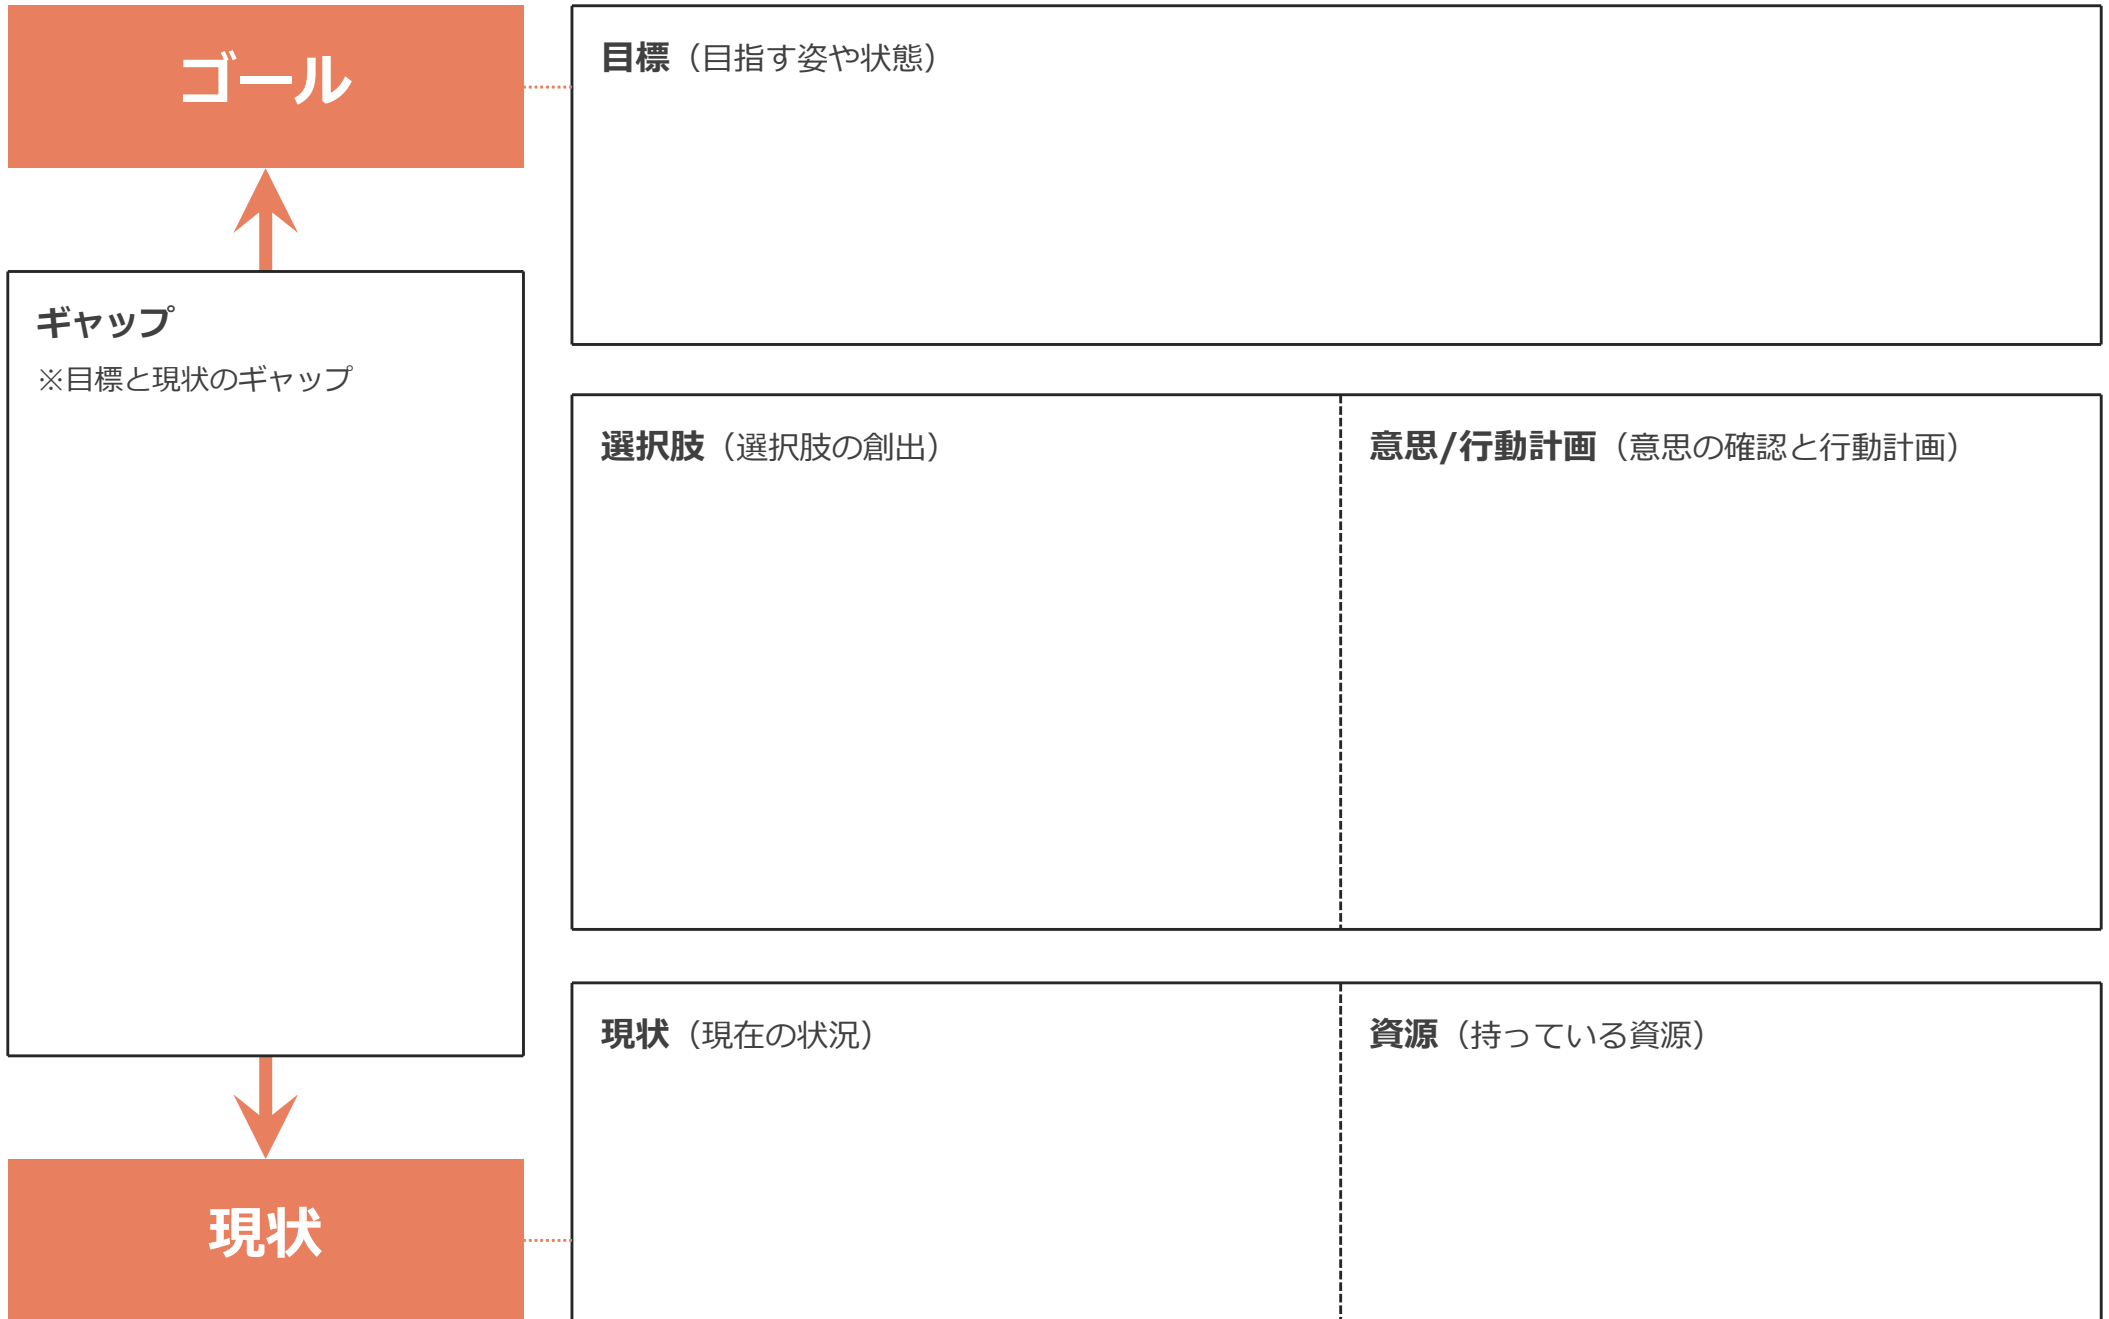 ゴール
目標（目指す姿や状態）
ギャップ
※目標と現状のギャップ
選択肢（選択肢の創出）
意思/行動計画（意思の確認と行動計画）
現状（現在の状況）
資源（持っている資源）
現状